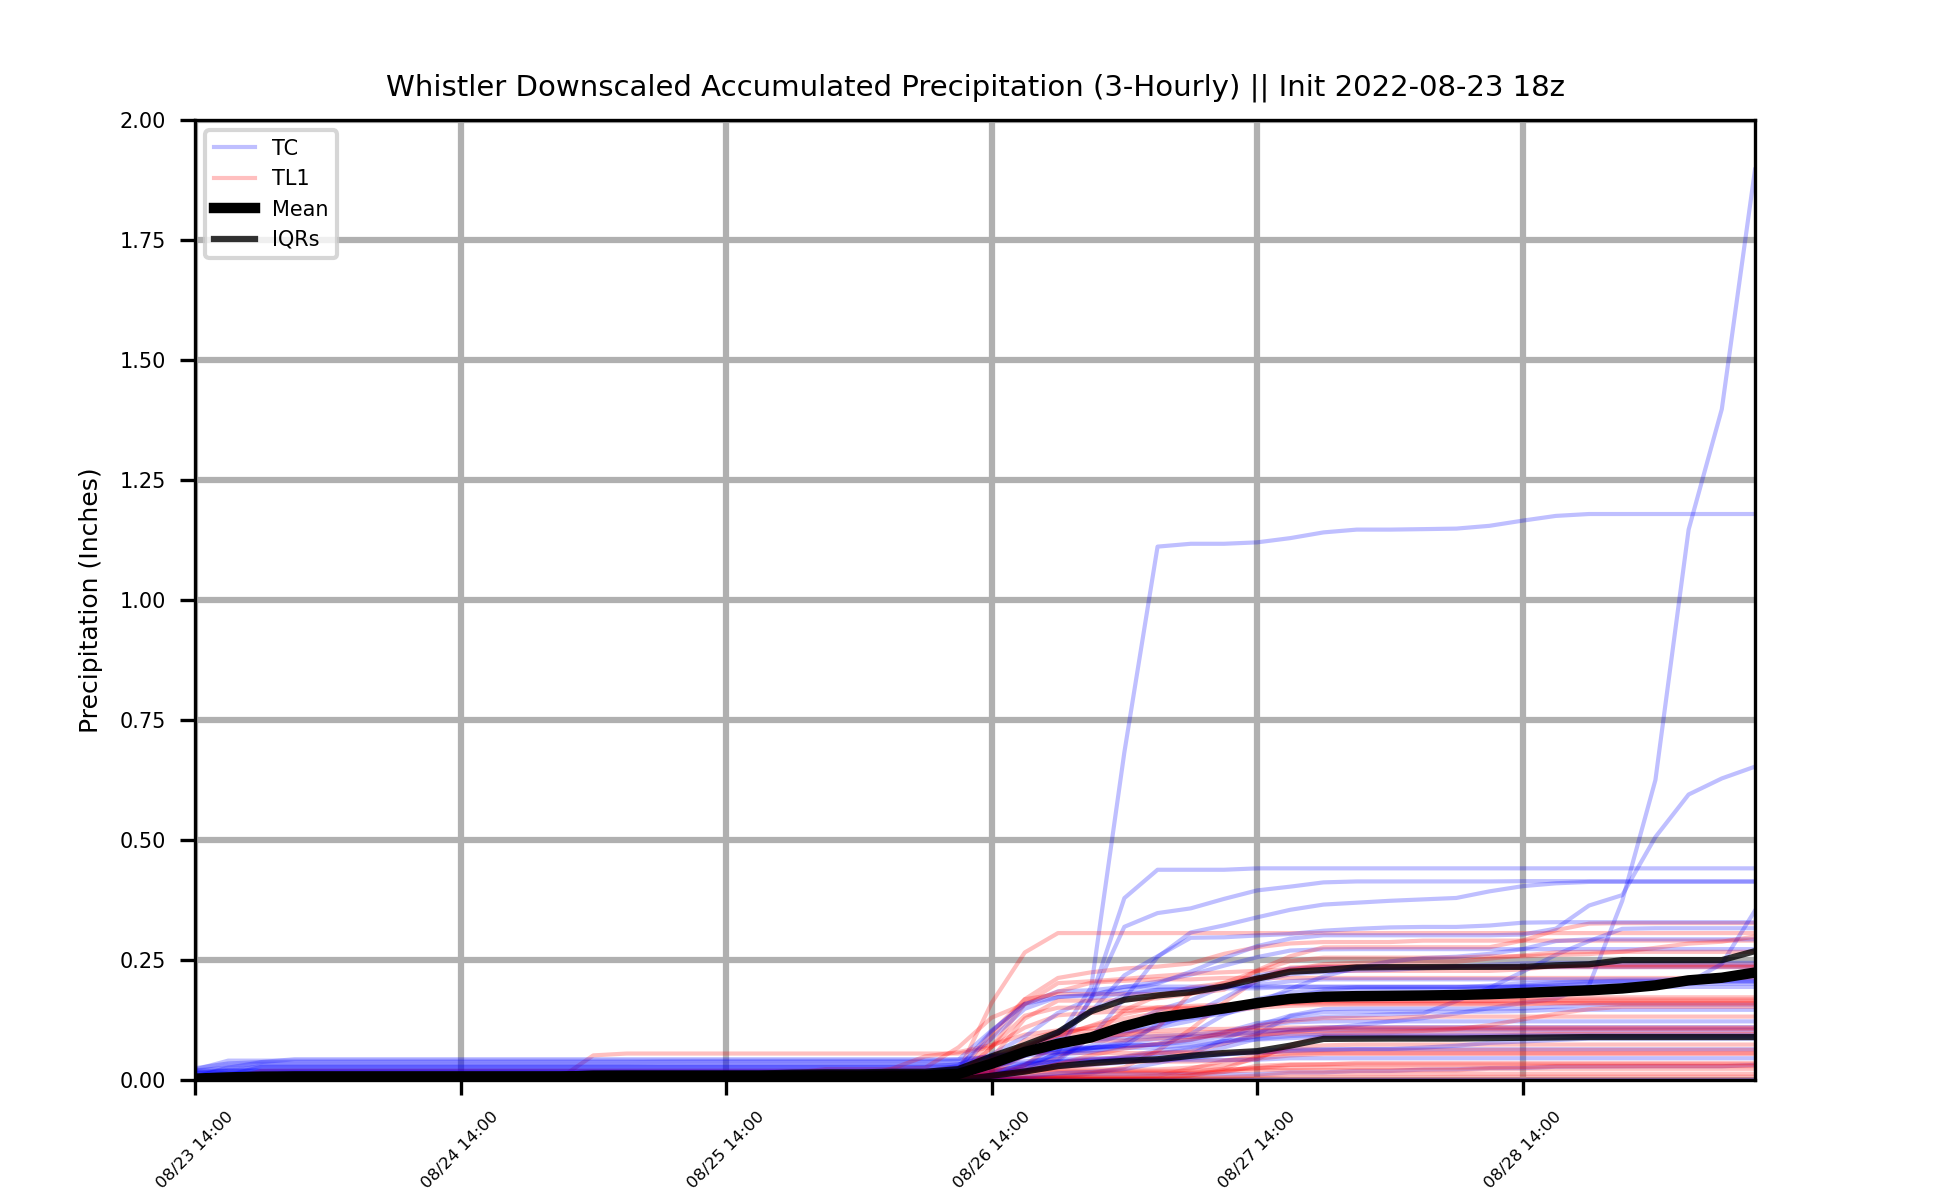 Whistler Downscaled Accumulated Precipitation (3-Hourly) || Init 2022-08-23 18z
TC
TL1
Mean
IQRs
Precipitation (Inches)
2.00
1.75
1.50
1.25
1.00
0.75
0.50
0.25
0.00
08/23 14:00
08/24 14:00
08/25 14:00
08/26 14:00
08/27 14:00
08/28 14:00